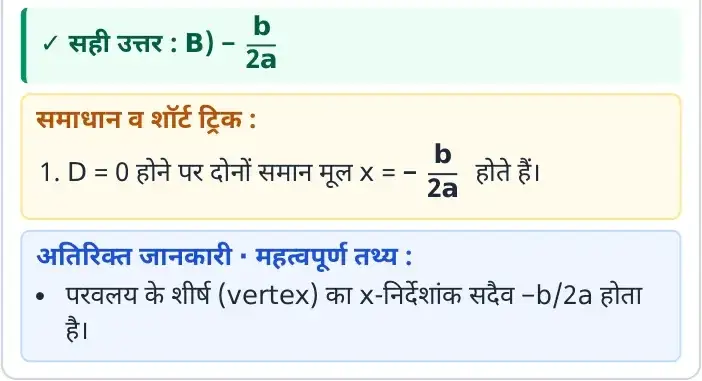 ✓ सही उत्तर : B) – b/2a
समाधान व शॉर्ट ट्रिक :
1. D = 0 होने पर दोनों समान मूल x = – b/2a होते हैं।
अतिरिक्त जानकारी · महत्वपूर्ण तथ्य :
• परवलय के शीर्ष (vertex) का x-निर्देशांक सदैव –b/2a होता
है।